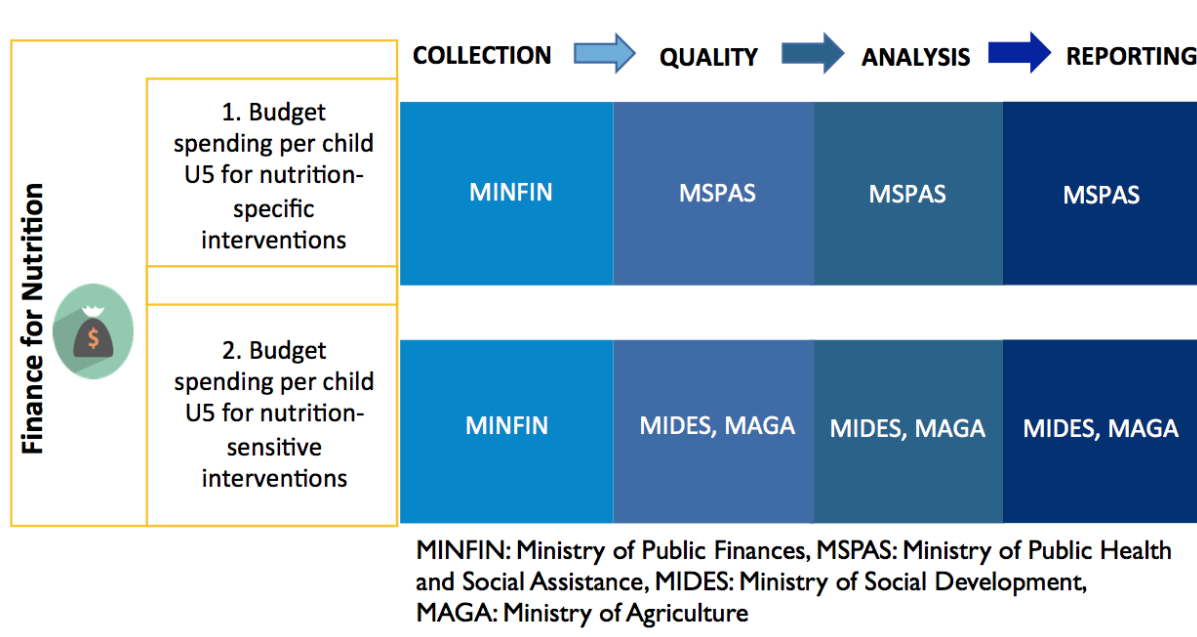 COLLECTION
QUALITY
ANALYSIS
REPORTING
Finance for Nutrition
$
1. Budget
spending per child
U5 for nutrition-
specific
interventions
MINFIN
MSPAS
MSPAS
MSPAS
2. Budget
spending per child
U5 for nutrition-
sensitive
interventions
MINFIN
MIDES, MAGA
MIDES, MAGA
MIDES, MAGA
MINFIN: Ministry of Public Finances, MSPAS: Ministry of Public Health
and Social Assistance, MIDES: Ministry of Social Development,
MAGA: Ministry of Agriculture